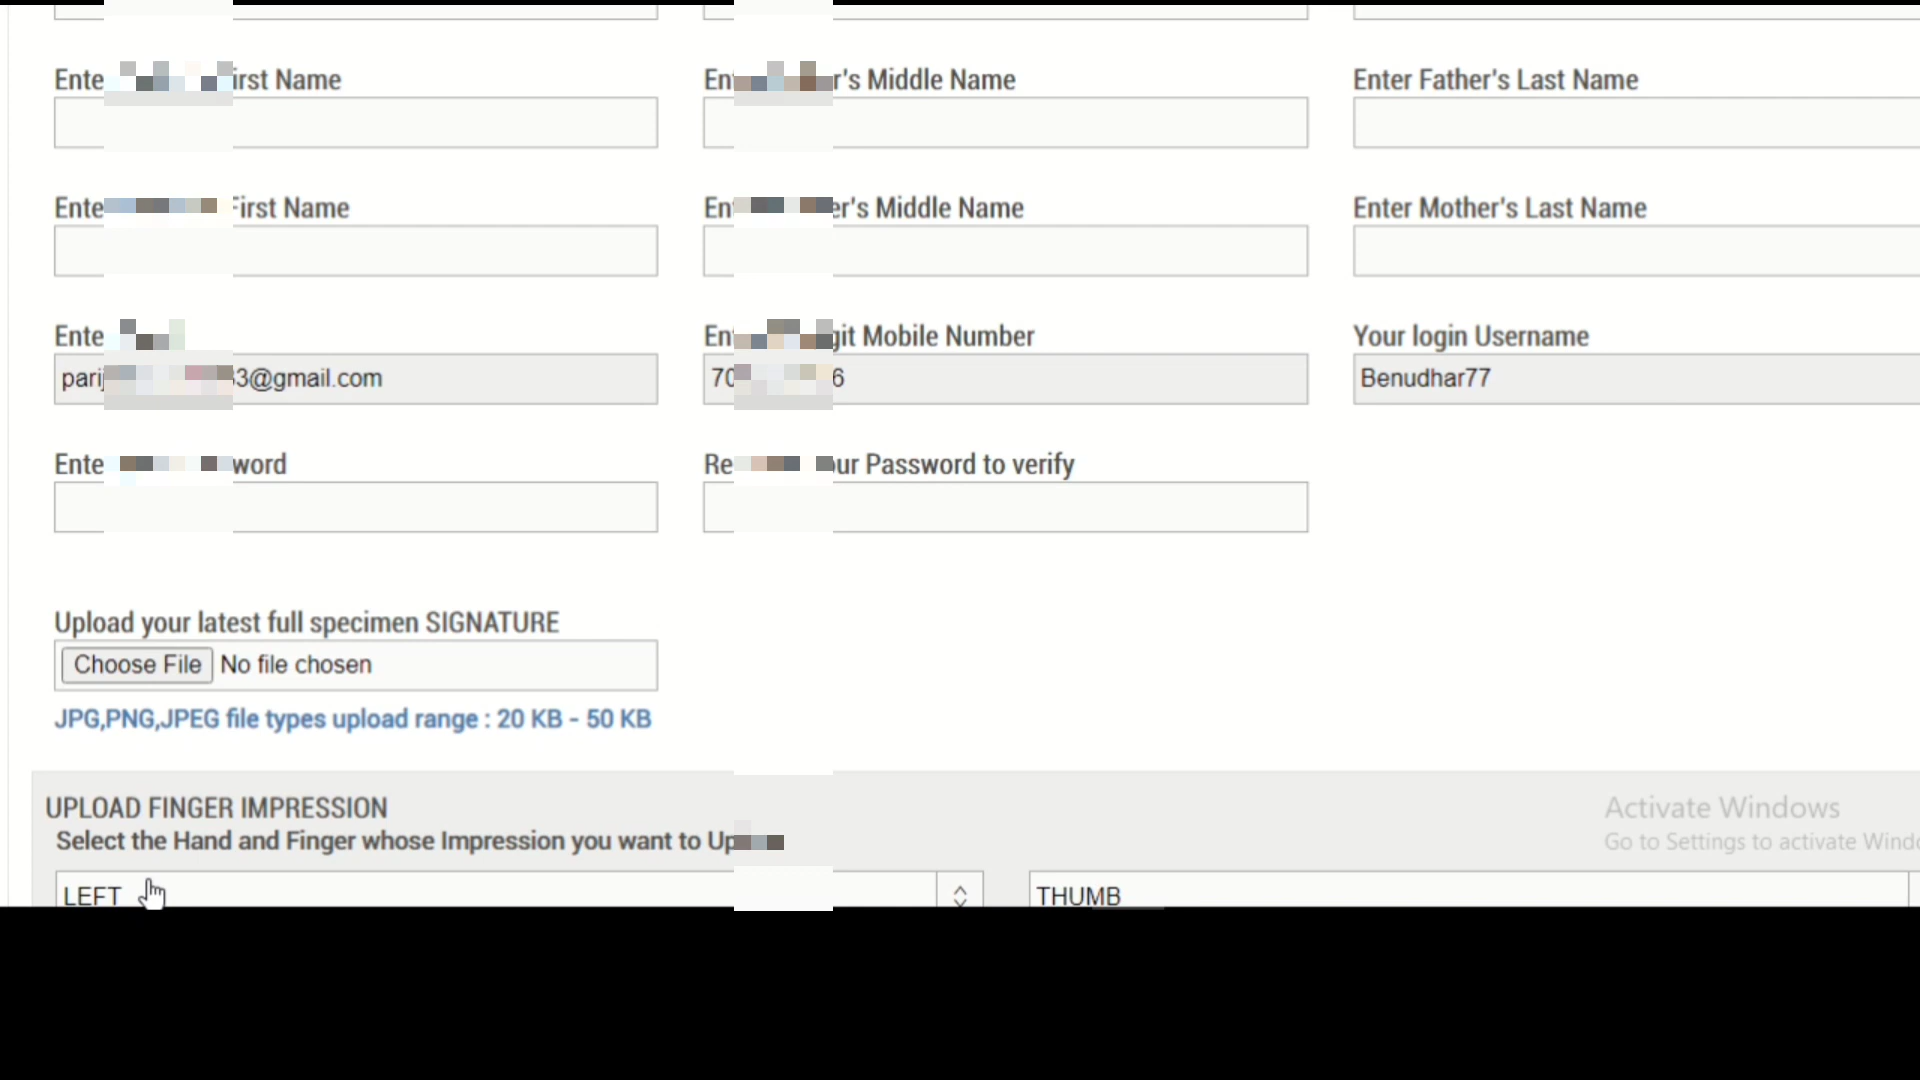 Ente irst Name En r's Middle Name Enter Father's Last Name
Ente First Name En er's Middle Name Enter Mother's Last Name
Ente En git Mobile Number Your login Username
parij 3@gmail.com 70 6 Benudhar77
Ente word Re ur Password to verify
Upload your latest full specimen SIGNATURE
Choose File No file chosen
JPG,PNG,JPEG file types upload range : 20 KB - 50 KB
UPLOAD FINGER IMPRESSION
Activate Windows
Select the Hand and Finger whose Impression you want to Up
Go to Settings to activate Windo
LEFT THUMB